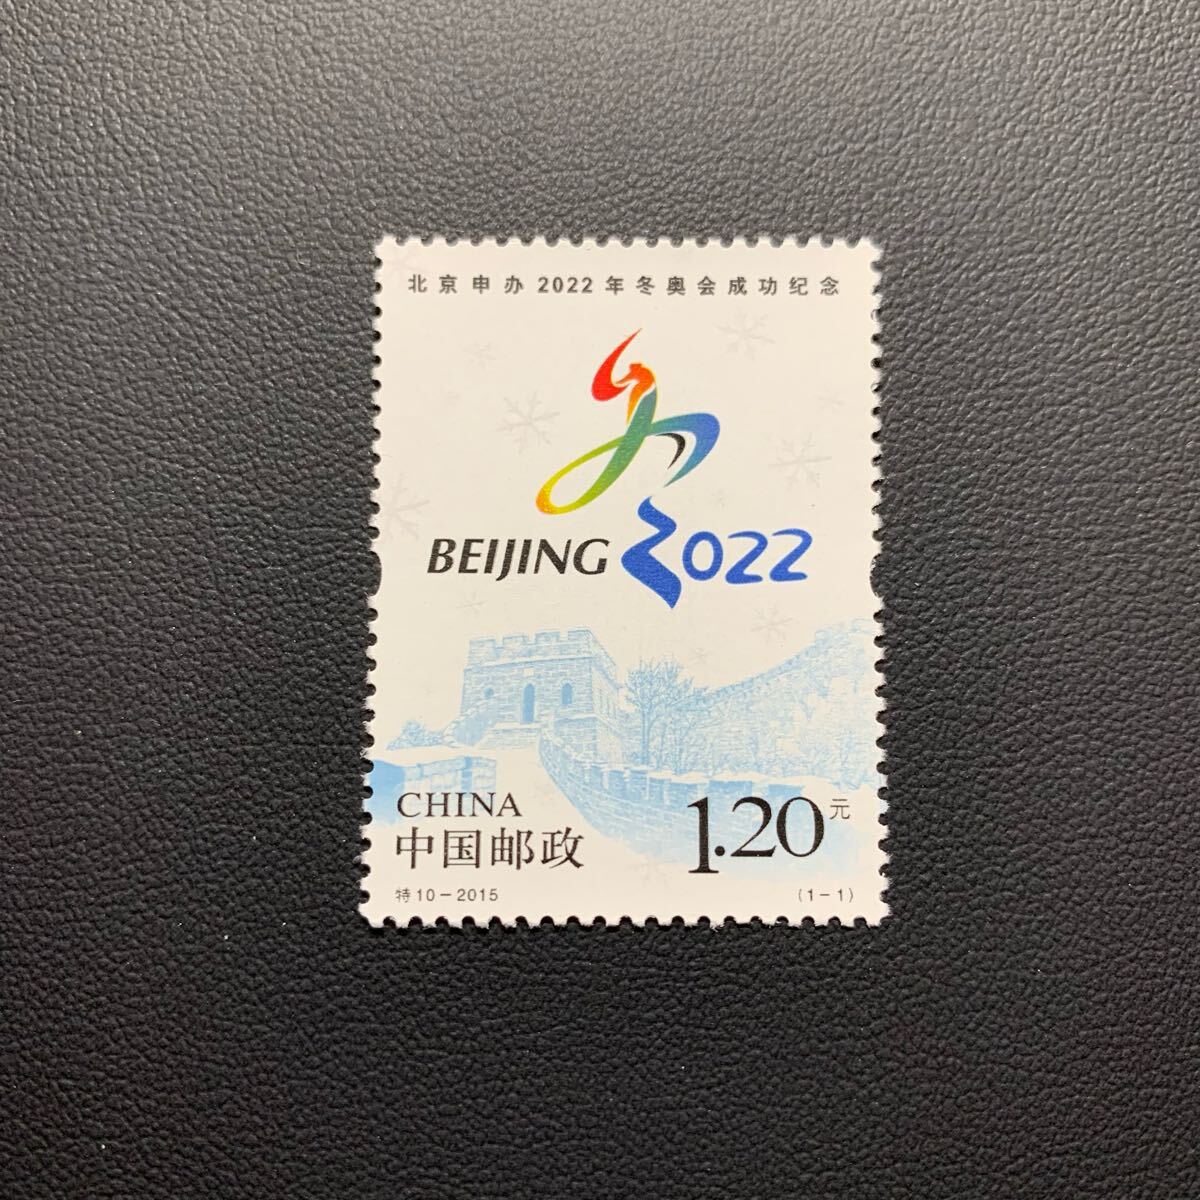 北京申办2022年冬奥会成功纪念
BEIJING 2022
CHINA
中国邮政
1.20元
特10-2015
(1-1)